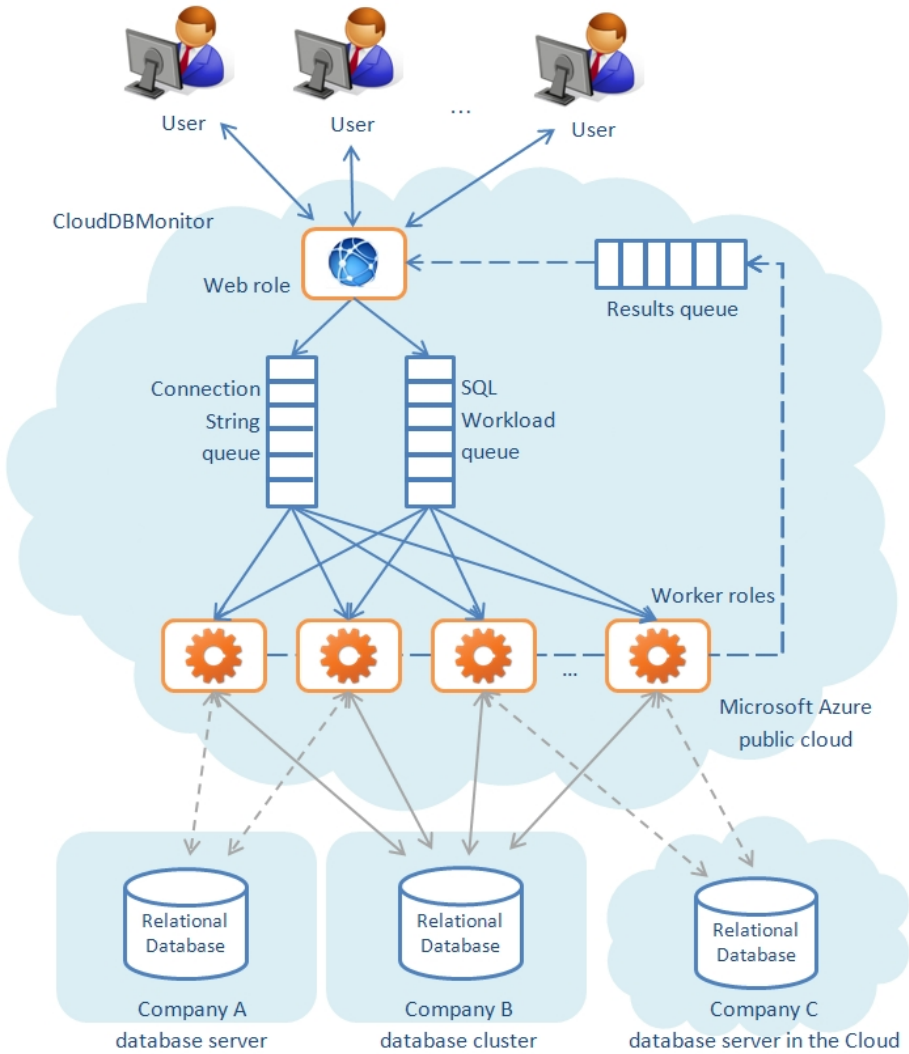 User
User
...
User
CloudDBMonitor
Web role
Results queue
Connection
String
queue
SQL
Workload
queue
Worker roles
...
Microsoft Azure
public cloud
Relational
Database
Relational
Database
Relational
Database
Company A
database server
Company B
database cluster
Company C
database server in the Cloud